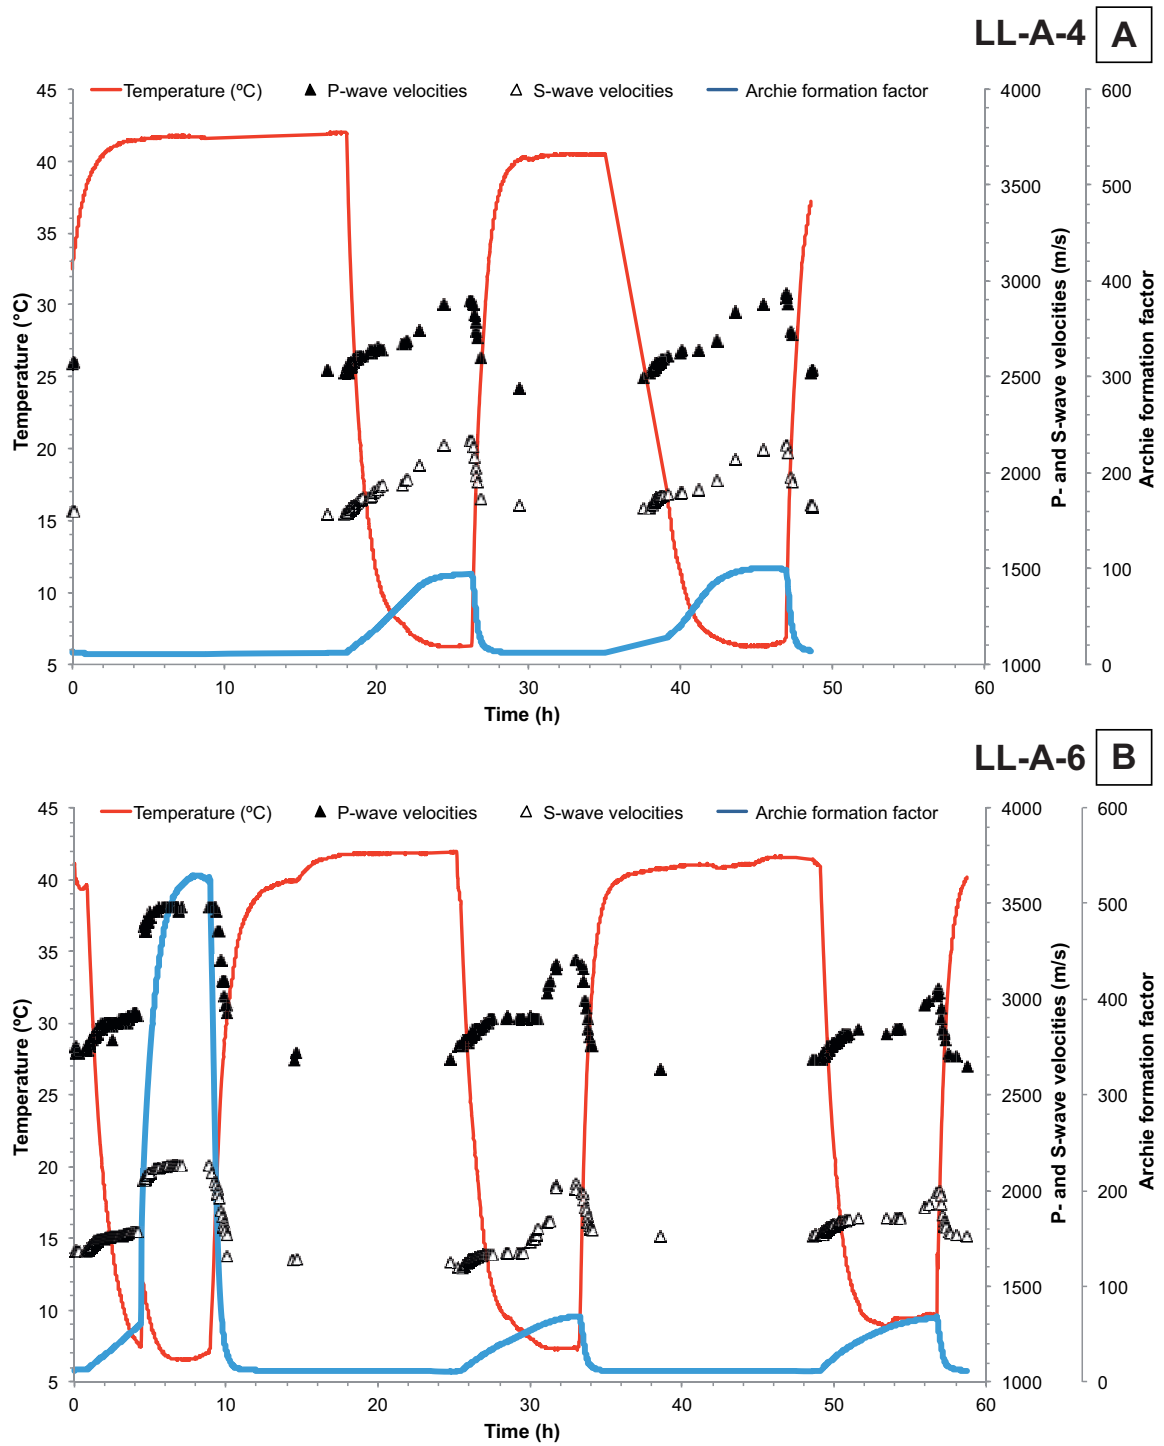 LL-A-4 A
Temperature (ºC) P-wave velocities S-wave velocities Archie formation factor
45 40 35 30 25 20 15 10 5
Temperature (°C)
4000 3500 3000 2500 2000 1500 1000
P- and S-wave velocities (m/s)
600 500 400 300 200 100 0
Archie formation factor
0 10 20 30 40 50 60
Time (h)
LL-A-6 B
Temperature (ºC) P-wave velocities S-wave velocities Archie formation factor
45 40 35 30 25 20 15 10 5
Temperature (ºC)
4000 3500 3000 2500 2000 1500 1000
P- and S-wave velocities (m/s)
600 500 400 300 200 100 0
Archie formation factor
0 10 20 30 40 50 60
Time (h)